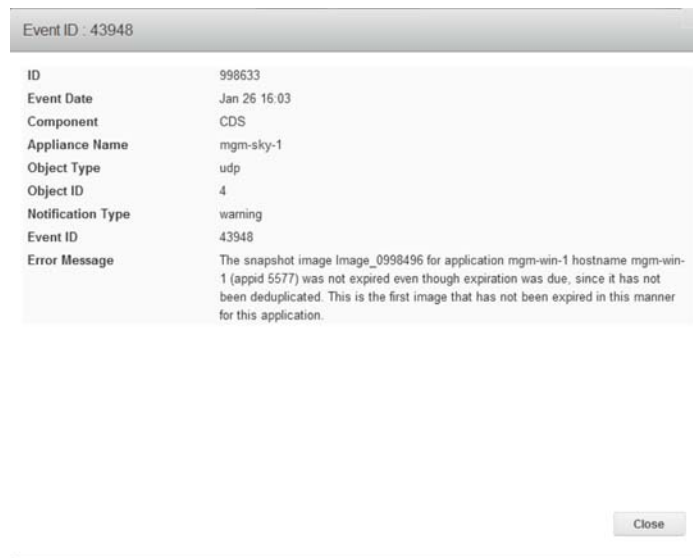 Event ID : 43948
ID 998633
Event Date Jan 26 16:03
Component CDS
Appliance Name mgm-sky-1
Object Type udp
Object ID 4
Notification Type warning
Event ID 43948
Error Message The snapshot image Image_0998496 for application mgm-win-1 hostname mgm-win-
1 (appid 5577) was not expired even though expiration was due, since it has not
been deduplicated. This is the first image that has not been expired in this manner
for this application.
Close